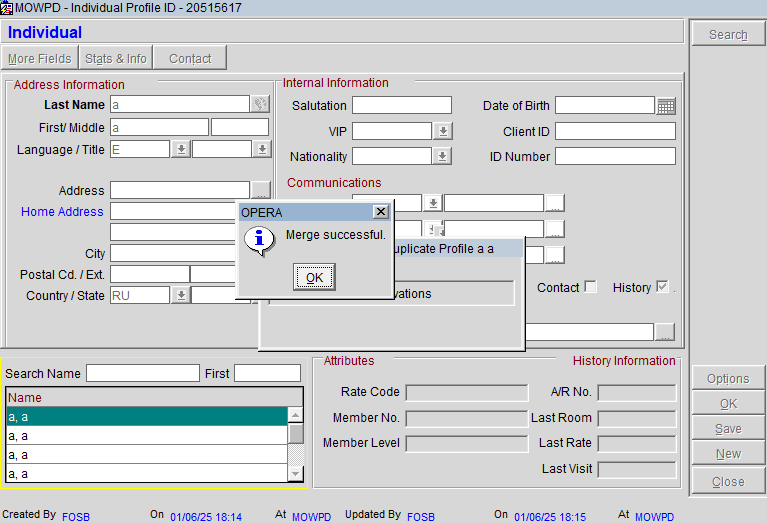 MOWPD - Individual Profile ID - 20515617
Individual
Search
More Fields Stats & Info Contact
Address Information
Internal Information
Last Name a
Salutation
Date of Birth
First/ Middle a
VIP
Client ID
Language / Title E
Nationality
ID Number
Communications
Address
Home Address
City
Postal Cd. / Ext.
Country / State RU
OPERA
Merge successful.
OK
uplicate Profile a a
vations
Contact
History
Search Name First
Name
a, a
a, a
a, a
a, a
Attributes
History Information
Rate Code
A/R No.
Member No.
Last Room
Member Level
Last Rate
Last Visit
Options
OK
Save
New
Close
Created By FOSB On 01/06/25 18:14 At MOWPD Updated By FOSB On 01/06/25 18:15 At MOWPD